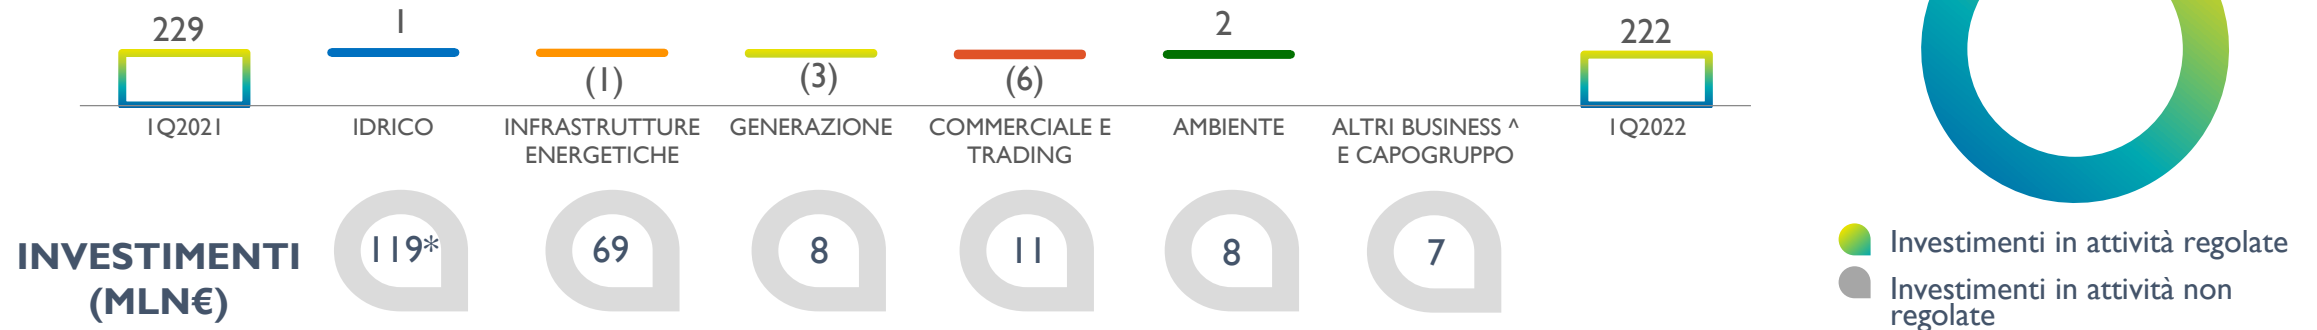 229
1
(1)
(3)
(6)
2
222
1Q2021
IDRICO
INFRASTRUTTURE
ENERGETICHE
GENERAZIONE
COMMERCIALE E
TRADING
AMBIENTE
ALTRI BUSINESS ^
E CAPOGRUPPO
1Q2022
INVESTIMENTI
(MLN€)
119*
69
8
11
8
7
Investimenti in attività regolate
Investimenti in attività non
regolate